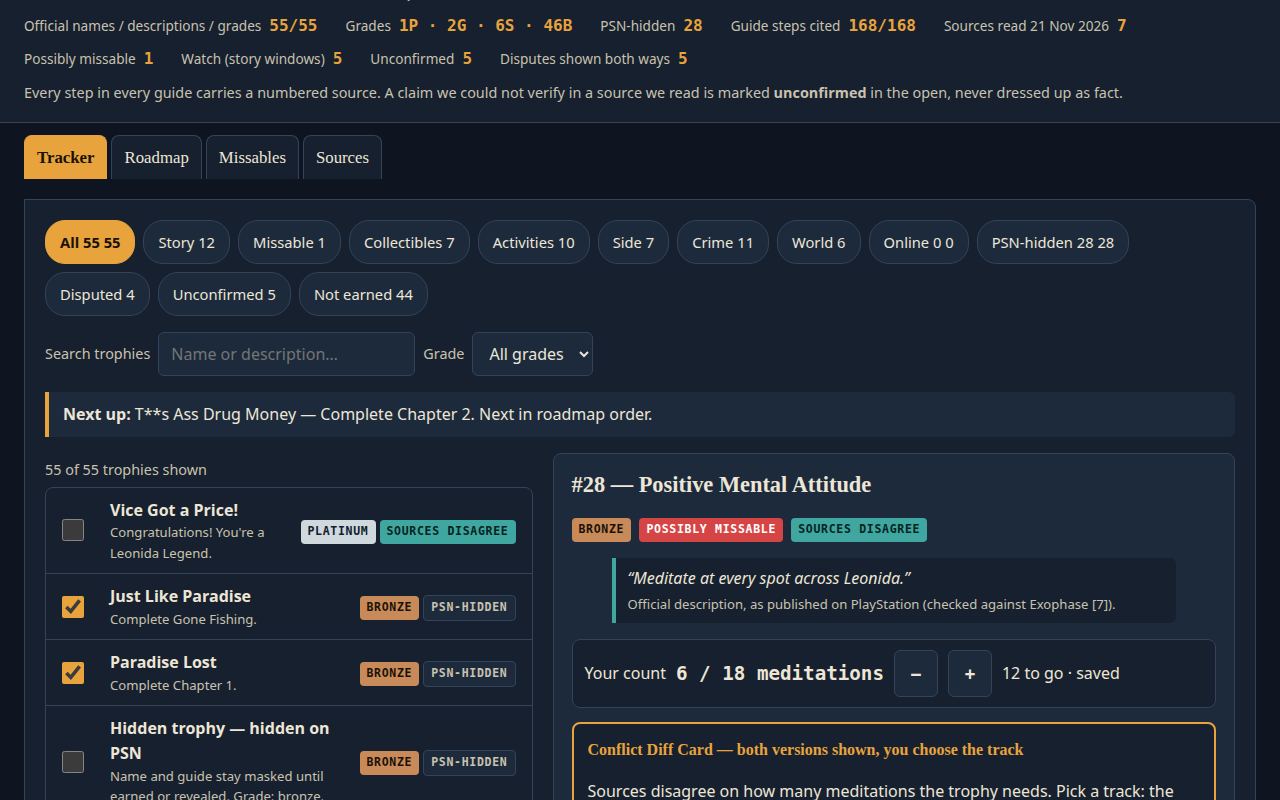 Official names / descriptions / grades 55/55 Grades 1P · 2G · 6S · 46B PSN-hidden 28 Guide steps cited 168/168 Sources read 21 Nov 2026 7
Possibly missable 1 Watch (story windows) 5 Unconfirmed 5 Disputes shown both ways 5
Every step in every guide carries a numbered source. A claim we could not verify in a source we read is marked unconfirmed in the open, never dressed up as fact.
Tracker Roadmap Missables Sources
All 55 55 Story 12 Missable 1 Collectibles 7 Activities 10 Side 7 Crime 11 World 6 Online 0 0 PSN-hidden 28 28
Disputed 4 Unconfirmed 5 Not earned 44
Search trophies Name or description... Grade All grades
Next up: T**s Ass Drug Money — Complete Chapter 2. Next in roadmap order.
55 of 55 trophies shown
Vice Got a Price!
Congratulations! You're a
Leonida Legend.
PLATINUM SOURCES DISAGREE
Just Like Paradise
Complete Gone Fishing.
BRONZE PSN-HIDDEN
Paradise Lost
Complete Chapter 1.
BRONZE PSN-HIDDEN
Hidden trophy — hidden on
PSN
Name and guide stay masked until
earned or revealed. Grade: bronze.
BRONZE PSN-HIDDEN
#28 — Positive Mental Attitude
BRONZE POSSIBLY MISSABLE SOURCES DISAGREE
“Meditate at every spot across Leonida.”
Official description, as published on PlayStation (checked against Exophase [7]).
Your count 6 / 18 meditations − + 12 to go · saved
Conflict Diff Card — both versions shown, you choose the track
Sources disagree on how many meditations the trophy needs. Pick a track: the